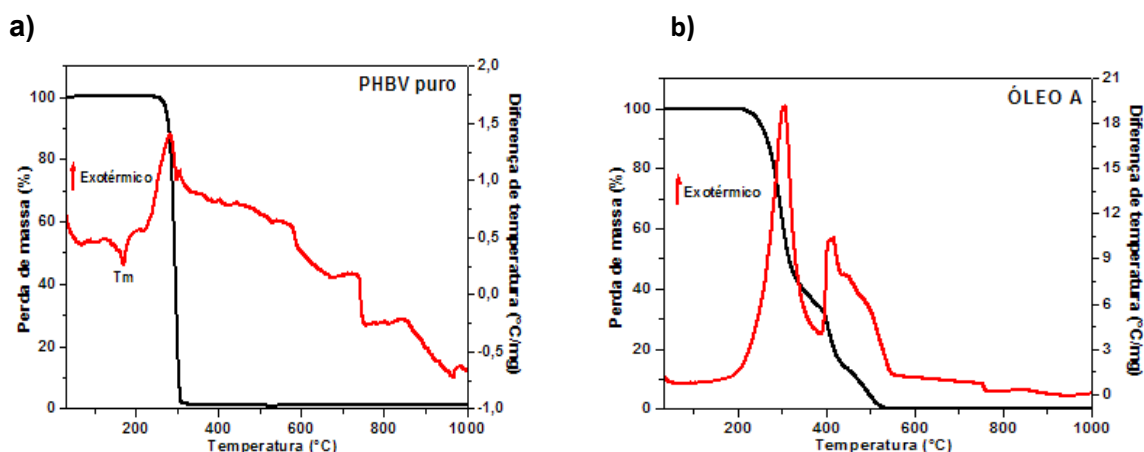 a)
PHBV puro
Exotérmico
Tm
Perda de massa (%)
100
80
60
40
20
0
2,0
1,5
1,0
0,5
0,0
-0,5
-1,0
Diferença de temperatura (°C/mg)
200 400 600 800 1000
Temperatura (°C)
b)
ÓLEO A
Exotérmico
Perda de massa (%)
100
80
60
40
20
0
21
18
15
12
9
6
3
0
Diferença de temperatura (°C/mg)
200 400 600 800 1000
Temperatura (°C)